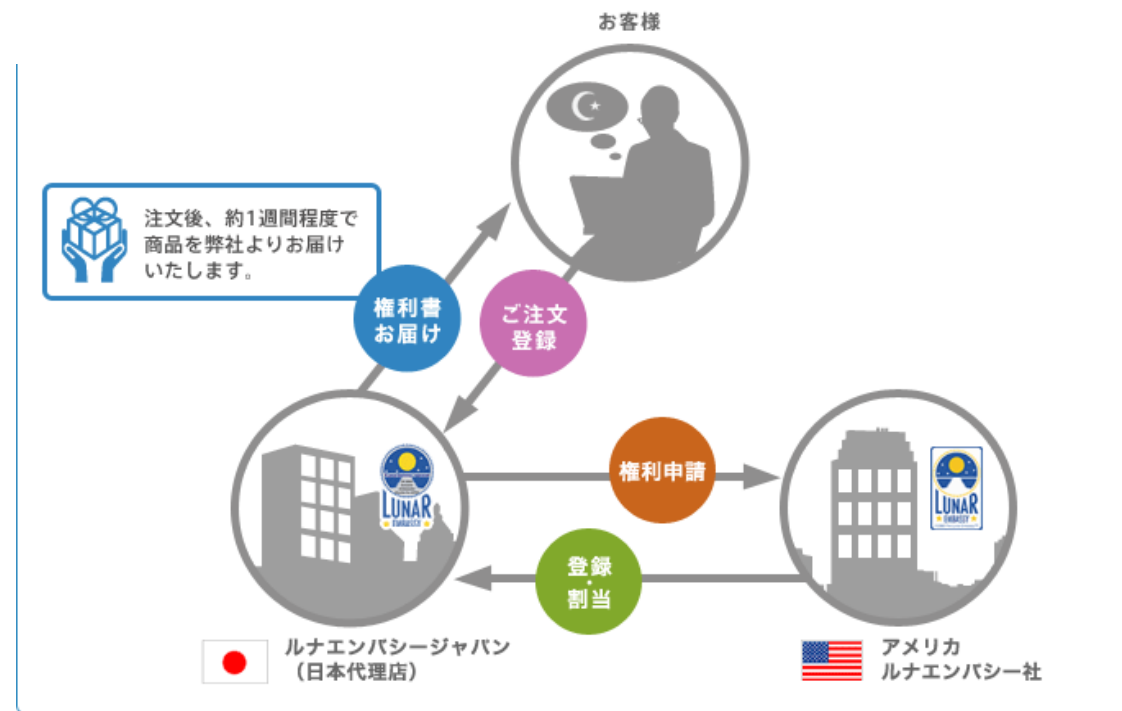 お客様
注文後、約1週間程度で
商品を弊社よりお届け
いたします。
権利書
お届け
ご注文
登録
権利申請
登録
・
割当
LUNAR
EMBASSY
LUNAR
EMBASSY
ルナエンバシージャパン
（日本代理店）
アメリカ
ルナエンバシー社